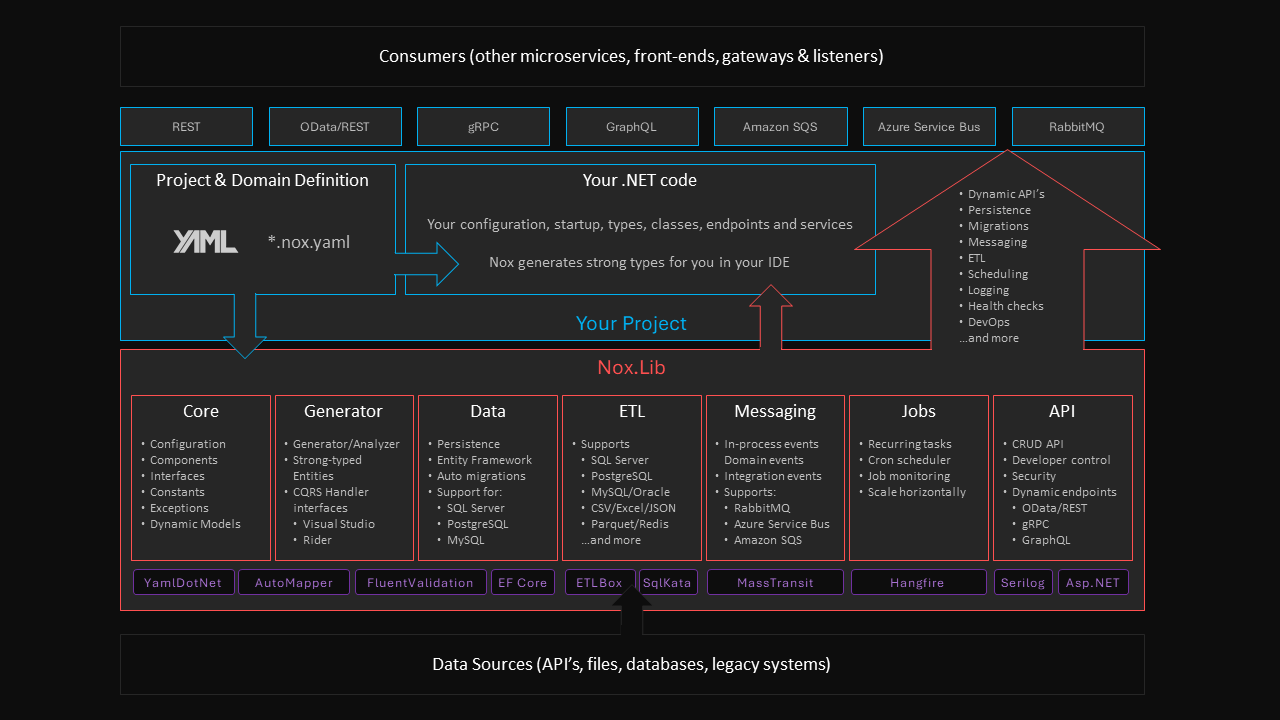 Consumers (other microservices, front-ends, gateways & listeners)
REST
OData/REST
gRPC
GraphQL
Amazon SQS
Azure Service Bus
RabbitMQ
Project & Domain Definition
YAML
*.nox.yaml
Your .NET code
Your configuration, startup, types, classes, endpoints and services
Nox generates strong types for you in your IDE
• Dynamic API's
• Persistence
• Migrations
• Messaging
• ETL
• Scheduling
• Logging
• Health checks
• DevOps
...and more
Your Project
Nox.Lib
Core
• Configuration
• Components
• Interfaces
• Constants
• Exceptions
• Dynamic Models
Generator
• Generator/Analyzer
• Strong-typed
Entities
• CQRS Handler
interfaces
• Visual Studio
• Rider
Data
• Persistence
• Entity Framework
• Auto migrations
• Support for:
• SQL Server
• PostgreSQL
• MySQL
ETL
• Supports
• SQL Server
• PostgreSQL
• MySQL/Oracle
• CSV/Excel/JSON
• Parquet/Redis
...and more
Messaging
• In-process events
Domain events
• Integration events
• Supports:
• RabbitMQ
• Azure Service Bus
• Amazon SQS
Jobs
• Recurring tasks
• Cron scheduler
• Job monitoring
• Scale horizontally
API
• CRUD API
• Developer control
• Security
• Dynamic endpoints
• OData/REST
• gRPC
• GraphQL
YamlDotNet
AutoMapper
FluentValidation
EF Core
ETLBox
SqlKata
MassTransit
Hangfire
Serilog
Asp.NET
Data Sources (API's, files, databases, legacy systems)